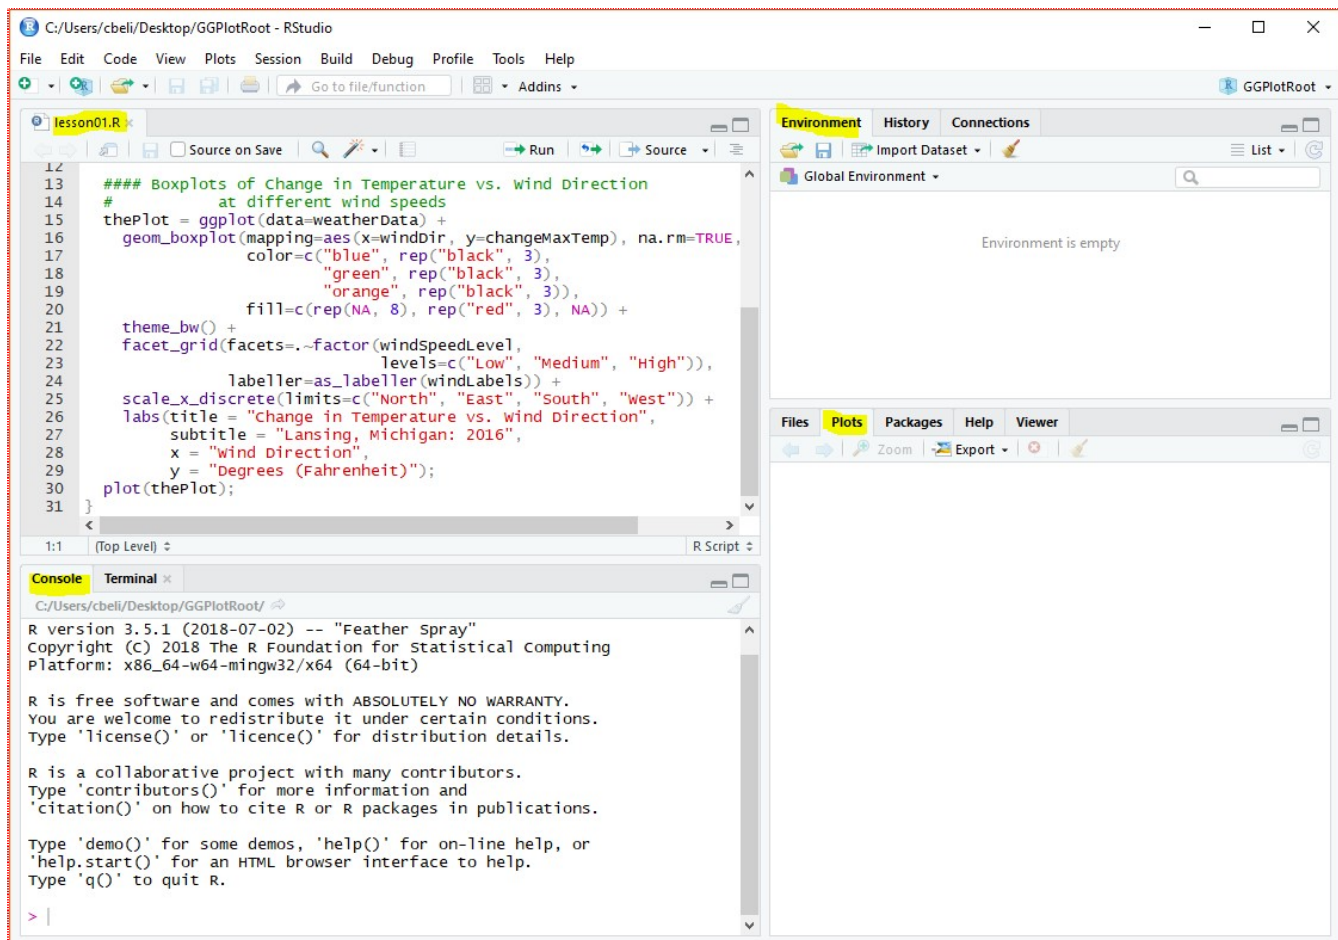 C:/Users/cbeli/Desktop/GGPlotRoot - RStudio
File Edit Code View Plots Session Build Debug Profile Tools Help
Go to file/function Addins GGPlotRoot
lesson01.R
Source on Save Run Source
12
13 #### Boxplots of Change in Temperature vs. Wind Direction
14 # at different wind speeds
15 thePlot = ggplot(data=weatherData) +
16 geom_boxplot(mapping=aes(x=windDir, y=changeMaxTemp), na.rm=TRUE,
17 color=c("blue", rep("black", 3),
18 "green", rep("black", 3),
19 "orange", rep("black", 3)),
20 fill=c(rep(NA, 8), rep("red", 3), NA)) +
21 theme_bw() +
22 facet_grid(facets=.~factor(windSpeedLevel,
23 levels=c("Low", "Medium", "High")),
24 labeller=as_labeller(windLabels)) +
25 scale_x_discrete(limits=c("North", "East", "South", "West")) +
26 labs(title = "Change in Temperature vs. Wind Direction",
27 subtitle = "Lansing, Michigan: 2016",
28 x = "Wind Direction",
29 y = "Degrees (Fahrenheit)");
30 plot(thePlot);
31 }
1:1 (Top Level) R Script
Console Terminal
C:/Users/cbeli/Desktop/GGPlotRoot/
R version 3.5.1 (2018-07-02) -- "Feather Spray"
Copyright (C) 2018 The R Foundation for Statistical Computing
Platform: x86_64-w64-mingw32/x64 (64-bit)
R is free software and comes with ABSOLUTELY NO WARRANTY.
You are welcome to redistribute it under certain conditions.
Type 'license()' or 'licence()' for distribution details.
R is a collaborative project with many contributors.
Type 'contributors()' for more information and
'citation()' on how to cite R or R packages in publications.
Type 'demo()' for some demos, 'help()' for on-line help, or
'help.start()' for an HTML browser interface to help.
Type 'q()' to quit R.
>
Environment History Connections
Import Dataset List
Global Environment
Environment is empty
Files Plots Packages Help Viewer
Zoom Export